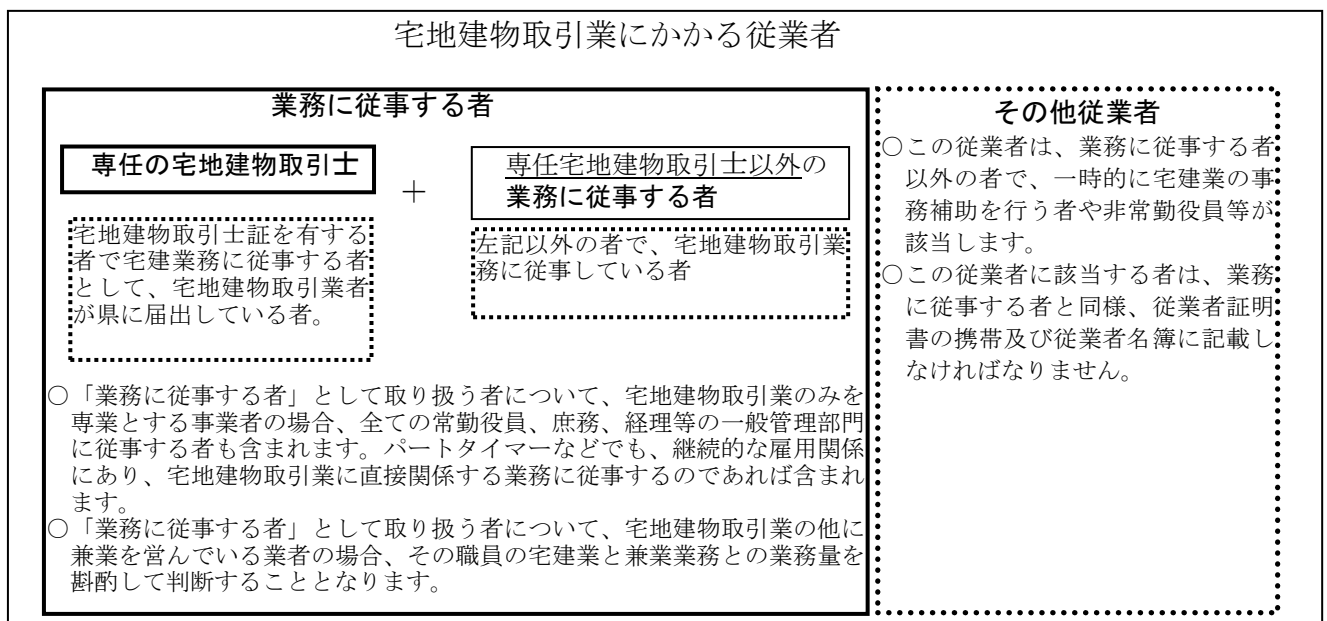 宅地建物取引業にかかる従業者
業務に従事する者
専任の宅地建物取引士
+
専任宅地建物取引士以外の
業務に従事する者
宅地建物取引士証を有する
者で宅建業務に従事する者
として、宅地建物取引業者
が県に届出している者。
左記以外の者で、宅地建物取引業
務に従事している者
○「業務に従事する者」として取り扱う者について、宅地建物取引業のみを
専業とする事業者の場合、全ての常勤役員、庶務、経理等の一般管理部門
に従事する者も含まれます。パートタイマーなどでも、継続的な雇用関係
にあり、宅地建物取引業に直接関係する業務に従事するのであれば含まれ
ます。
○「業務に従事する者」として取り扱う者について、宅地建物取引業の他に
兼業を営んでいる業者の場合、その職員の宅建業と兼業業務との業務量を
斟酌して判断することとなります。
その他従業者
○この従業者は、業務に従事する者
以外の者で、一時的に宅建業の事
務補助を行う者や非常勤役員等が
該当します。
○この従業者に該当する者は、業務
に従事する者と同様、従業者証明
書の携帯及び従業者名簿に記載し
なければなりません。